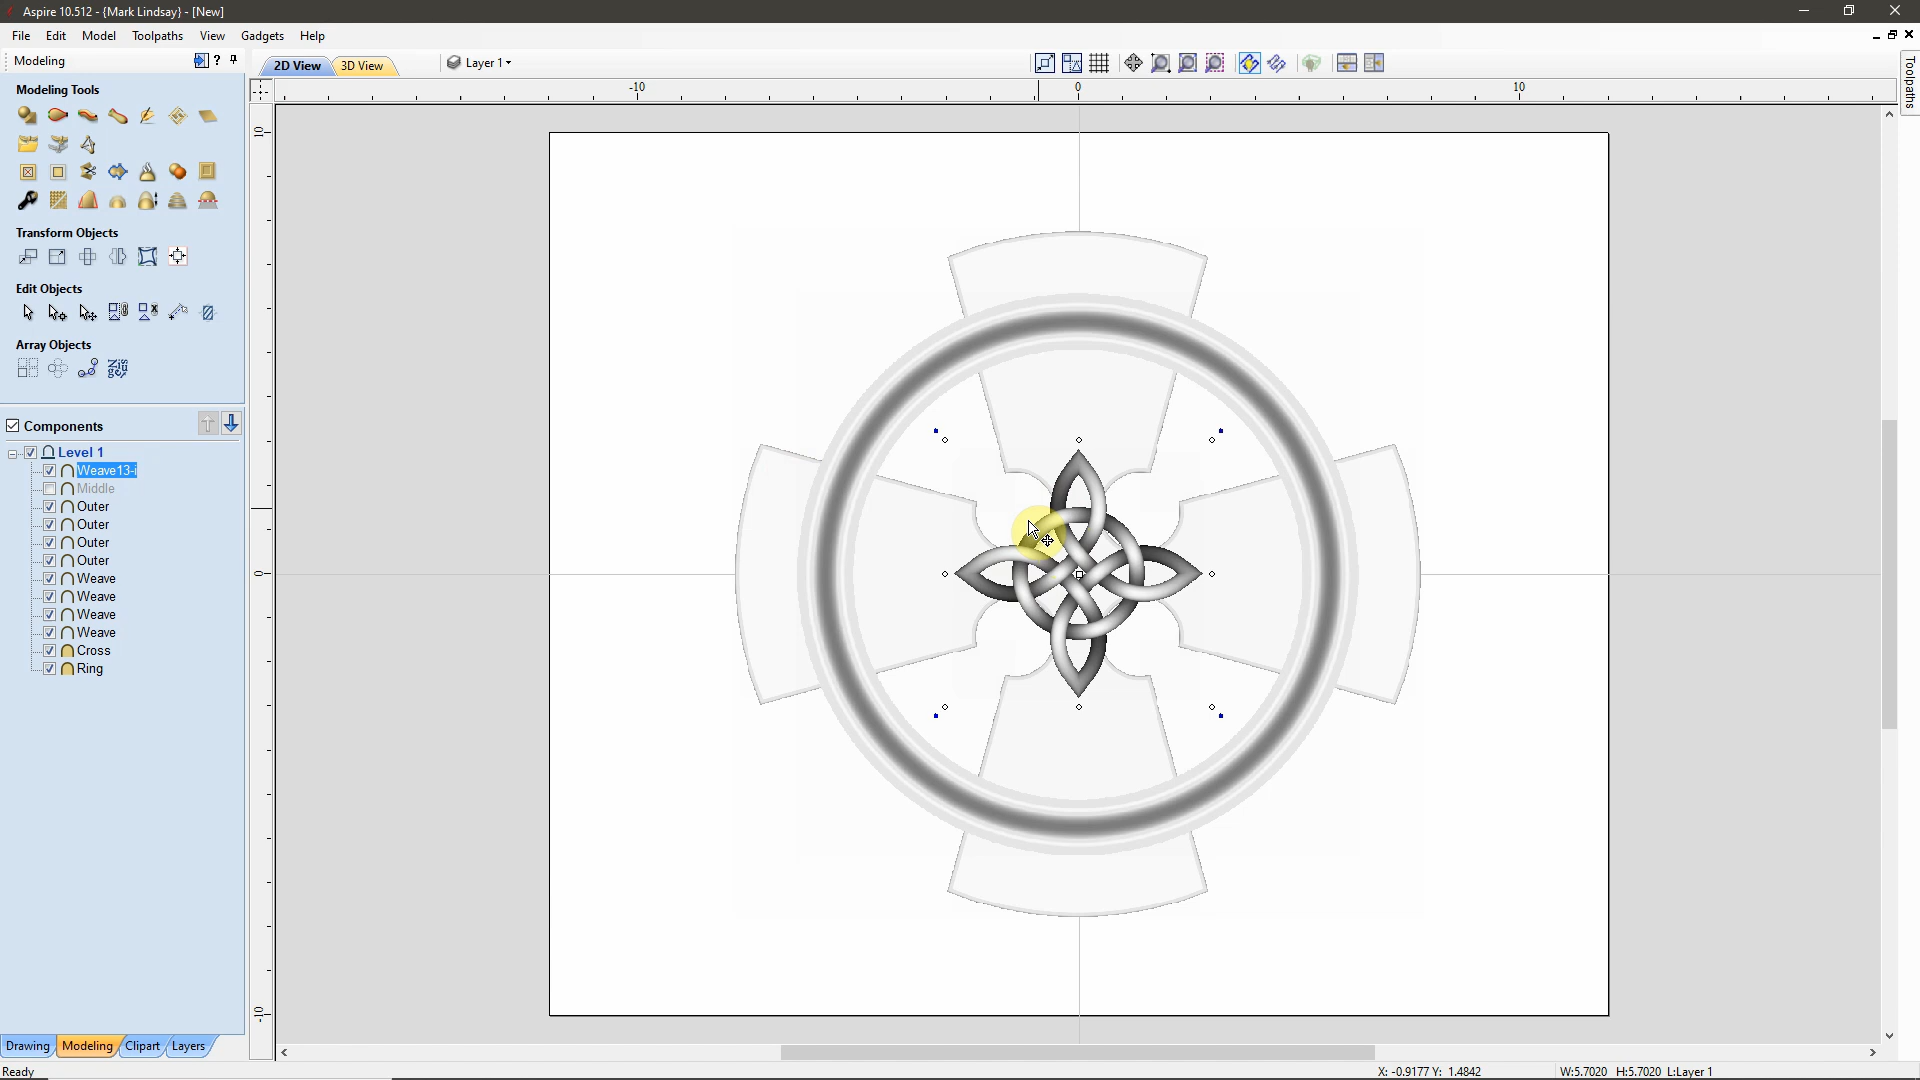 Aspire 10.512 - {Mark Lindsay} - [New]
File Edit Model Toolpaths View Gadgets Help
Modeling ?
2D View 3D View Layer 1
Toolpaths
-10 0 10
Modeling Tools
10
Transform Objects
Edit Objects
Array Objects
Components
Level 1
Weave13-i
Middle
Outer
Outer
Outer
Outer
0
Weave
Weave
Weave
Weave
Cross
Ring
-10
Drawing Modeling Clipart Layers
Ready X: -0.9177 Y: 1.4842 W:5.7020 H:5.7020 L:Layer 1